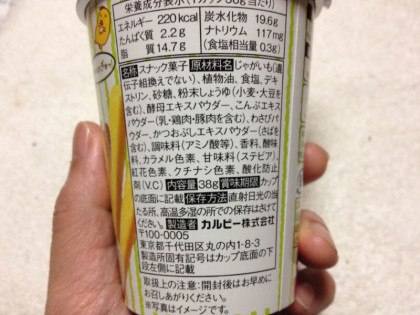 栄養成分表示(1カップ38g当たり)
エネルギー 220kcal 炭水化物 19.6g
たんぱく質 2.2g ナトリウム 117mg
脂質 14.7g (食塩相当量 0.3g)
名称 スナック菓子 原材料名 じゃがいも(遺
伝子組換えでない)、植物油、食塩、デキ
ストリン、砂糖、粉末しょうゆ(小麦・大豆を
含む)、酵母エキスパウダー、こんぶエキス
パウダー(乳・鶏肉・豚肉を含む)、わさびパ
ウダー、かつおぶしエキスパウダー(さばを
含む)、調味料(アミノ酸等)、香料、酸味
料、カラメル色素、甘味料(ステビア)、
紅花色素、クチナシ色素、酸化防止
剤(V.C) 内容量 38g 賞味期限 カップ
の底面に記載 保存方法 直射日光の当
たる所、高温多湿の所での保存はさけて
ください。 製造者 カルビー株式会社
〒100-0005
東京都千代田区丸の内1-8-3
製造所固有記号はカップ底面の下
段左側に記載
取扱上の注意:開封後はお早めに
お召しあがりください。
※写真はイメージです。